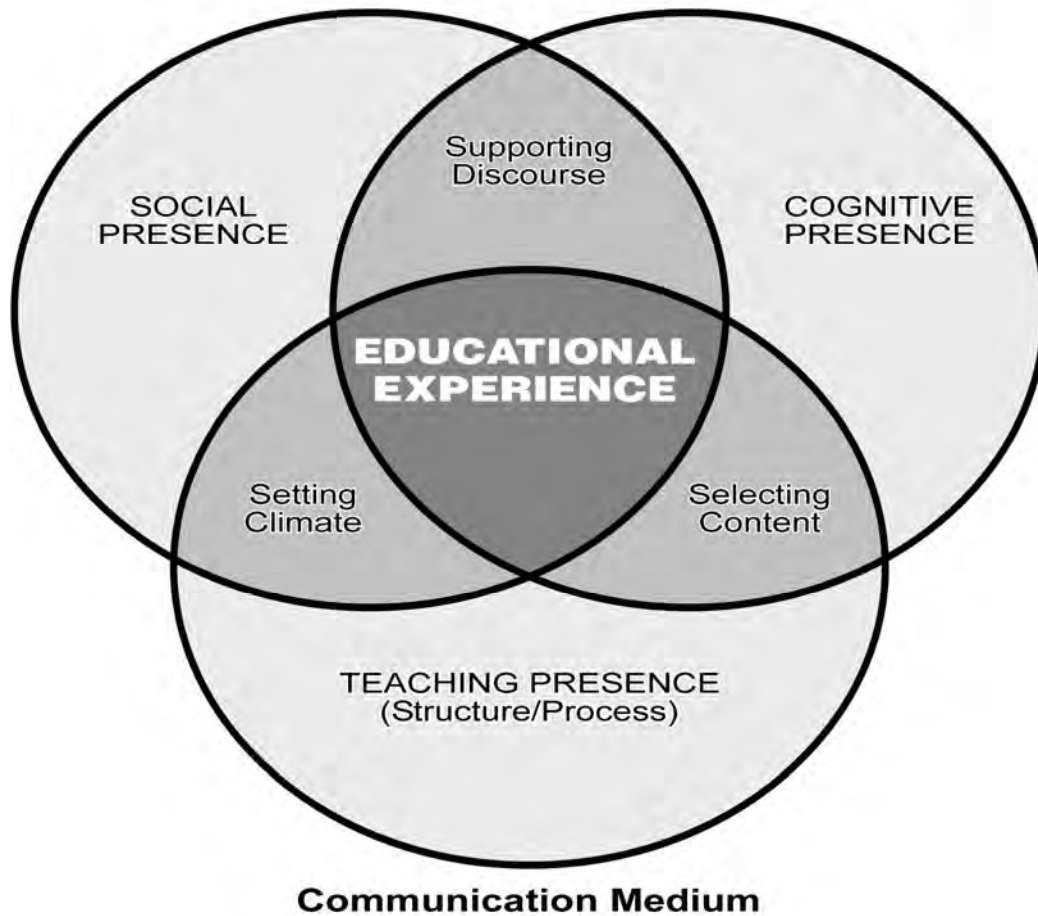 Supporting
Discourse
SOCIAL
PRESENCE
COGNITIVE
PRESENCE
EDUCATIONAL
EXPERIENCE
Setting
Climate
Selecting
Content
TEACHING PRESENCE
(Structure/Process)
Communication Medium